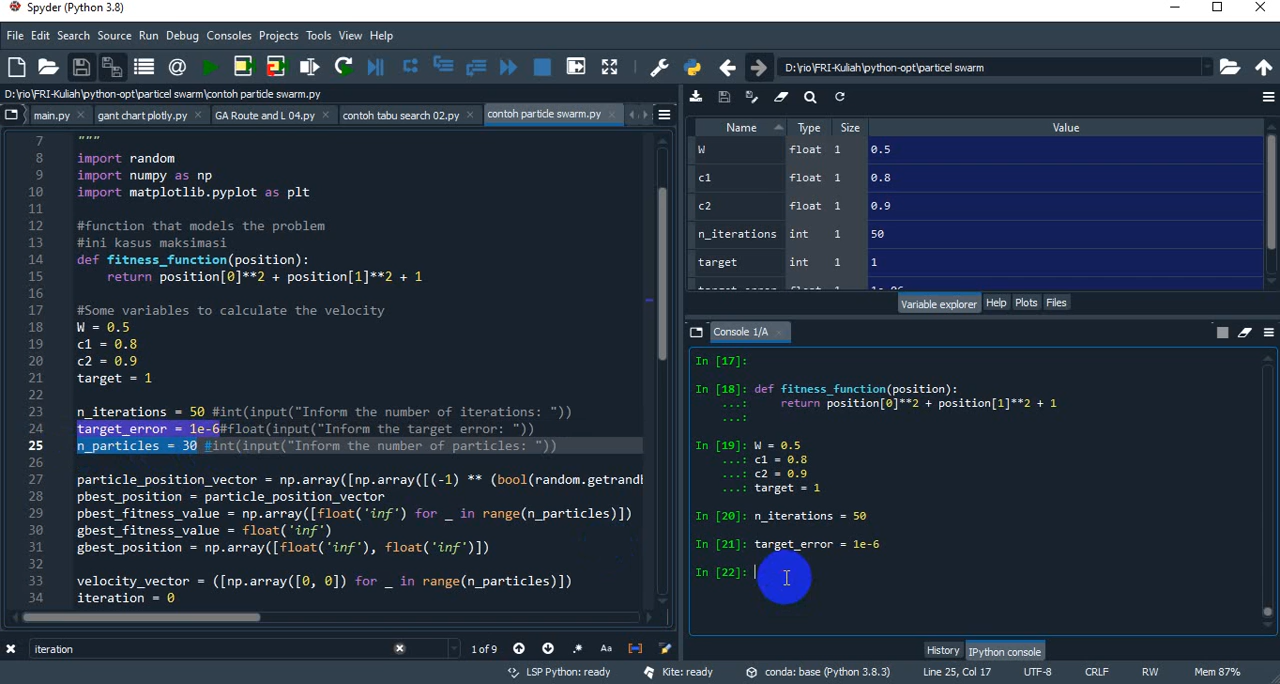 Spyder (Python 3.8)
File Edit Search Source Run Debug Consoles Projects Tools View Help
D:\rio\FRI-Kuliah\python-opt\particel swarm
D:\rio\FRI-Kuliah\python-opt\particel swarm\contoh particle swarm.py
main.py gant chart plotly.py GA Route and L 04.py contoh tabu search 02.py contoh particle swarm.py
7 """
8 import random
9 import numpy as np
10 import matplotlib.pyplot as plt
11
12 #function that models the problem
13 #ini kasus maksimasi
14 def fitness_function(position):
15 return position[0]**2 + position[1]**2 + 1
16
17 #Some variables to calculate the velocity
18 W = 0.5
19 c1 = 0.8
20 c2 = 0.9
21 target = 1
22
23 n_iterations = 50 #int(input("Inform the number of iterations: "))
24 target_error = 1e-6#float(input("Inform the target error: "))
25 n_particles = 30 #int(input("Inform the number of particles: "))
26
27 particle_position_vector = np.array([np.array([(-1) ** (bool(random.getrandb
28 pbest_position = particle_position_vector
29 pbest_fitness_value = np.array([float('inf') for _ in range(n_particles)])
30 gbest_fitness_value = float('inf')
31 gbest_position = np.array([float('inf'), float('inf')])
32
33 velocity_vector = ([np.array([0, 0]) for _ in range(n_particles)])
34 iteration = 0
iteration 1 of 9 .* Aa
Name Type Size Value
W float 1 0.5
c1 float 1 0.8
c2 float 1 0.9
n_iterations int 1 50
target int 1 1
target_error float 1 1e-06
Variable explorer Help Plots Files
Console 1/A
In [17]:
In [18]: def fitness_function(position):
...: return position[0]**2 + position[1]**2 + 1
...:
In [19]: W = 0.5
...: c1 = 0.8
...: c2 = 0.9
...: target = 1
In [20]: n_iterations = 50
In [21]: target_error = 1e-6
In [22]:
History IPython console
LSP Python: ready Kite: ready conda: base (Python 3.8.3) Line 25, Col 17 UTF-8 CRLF RW Mem 87%